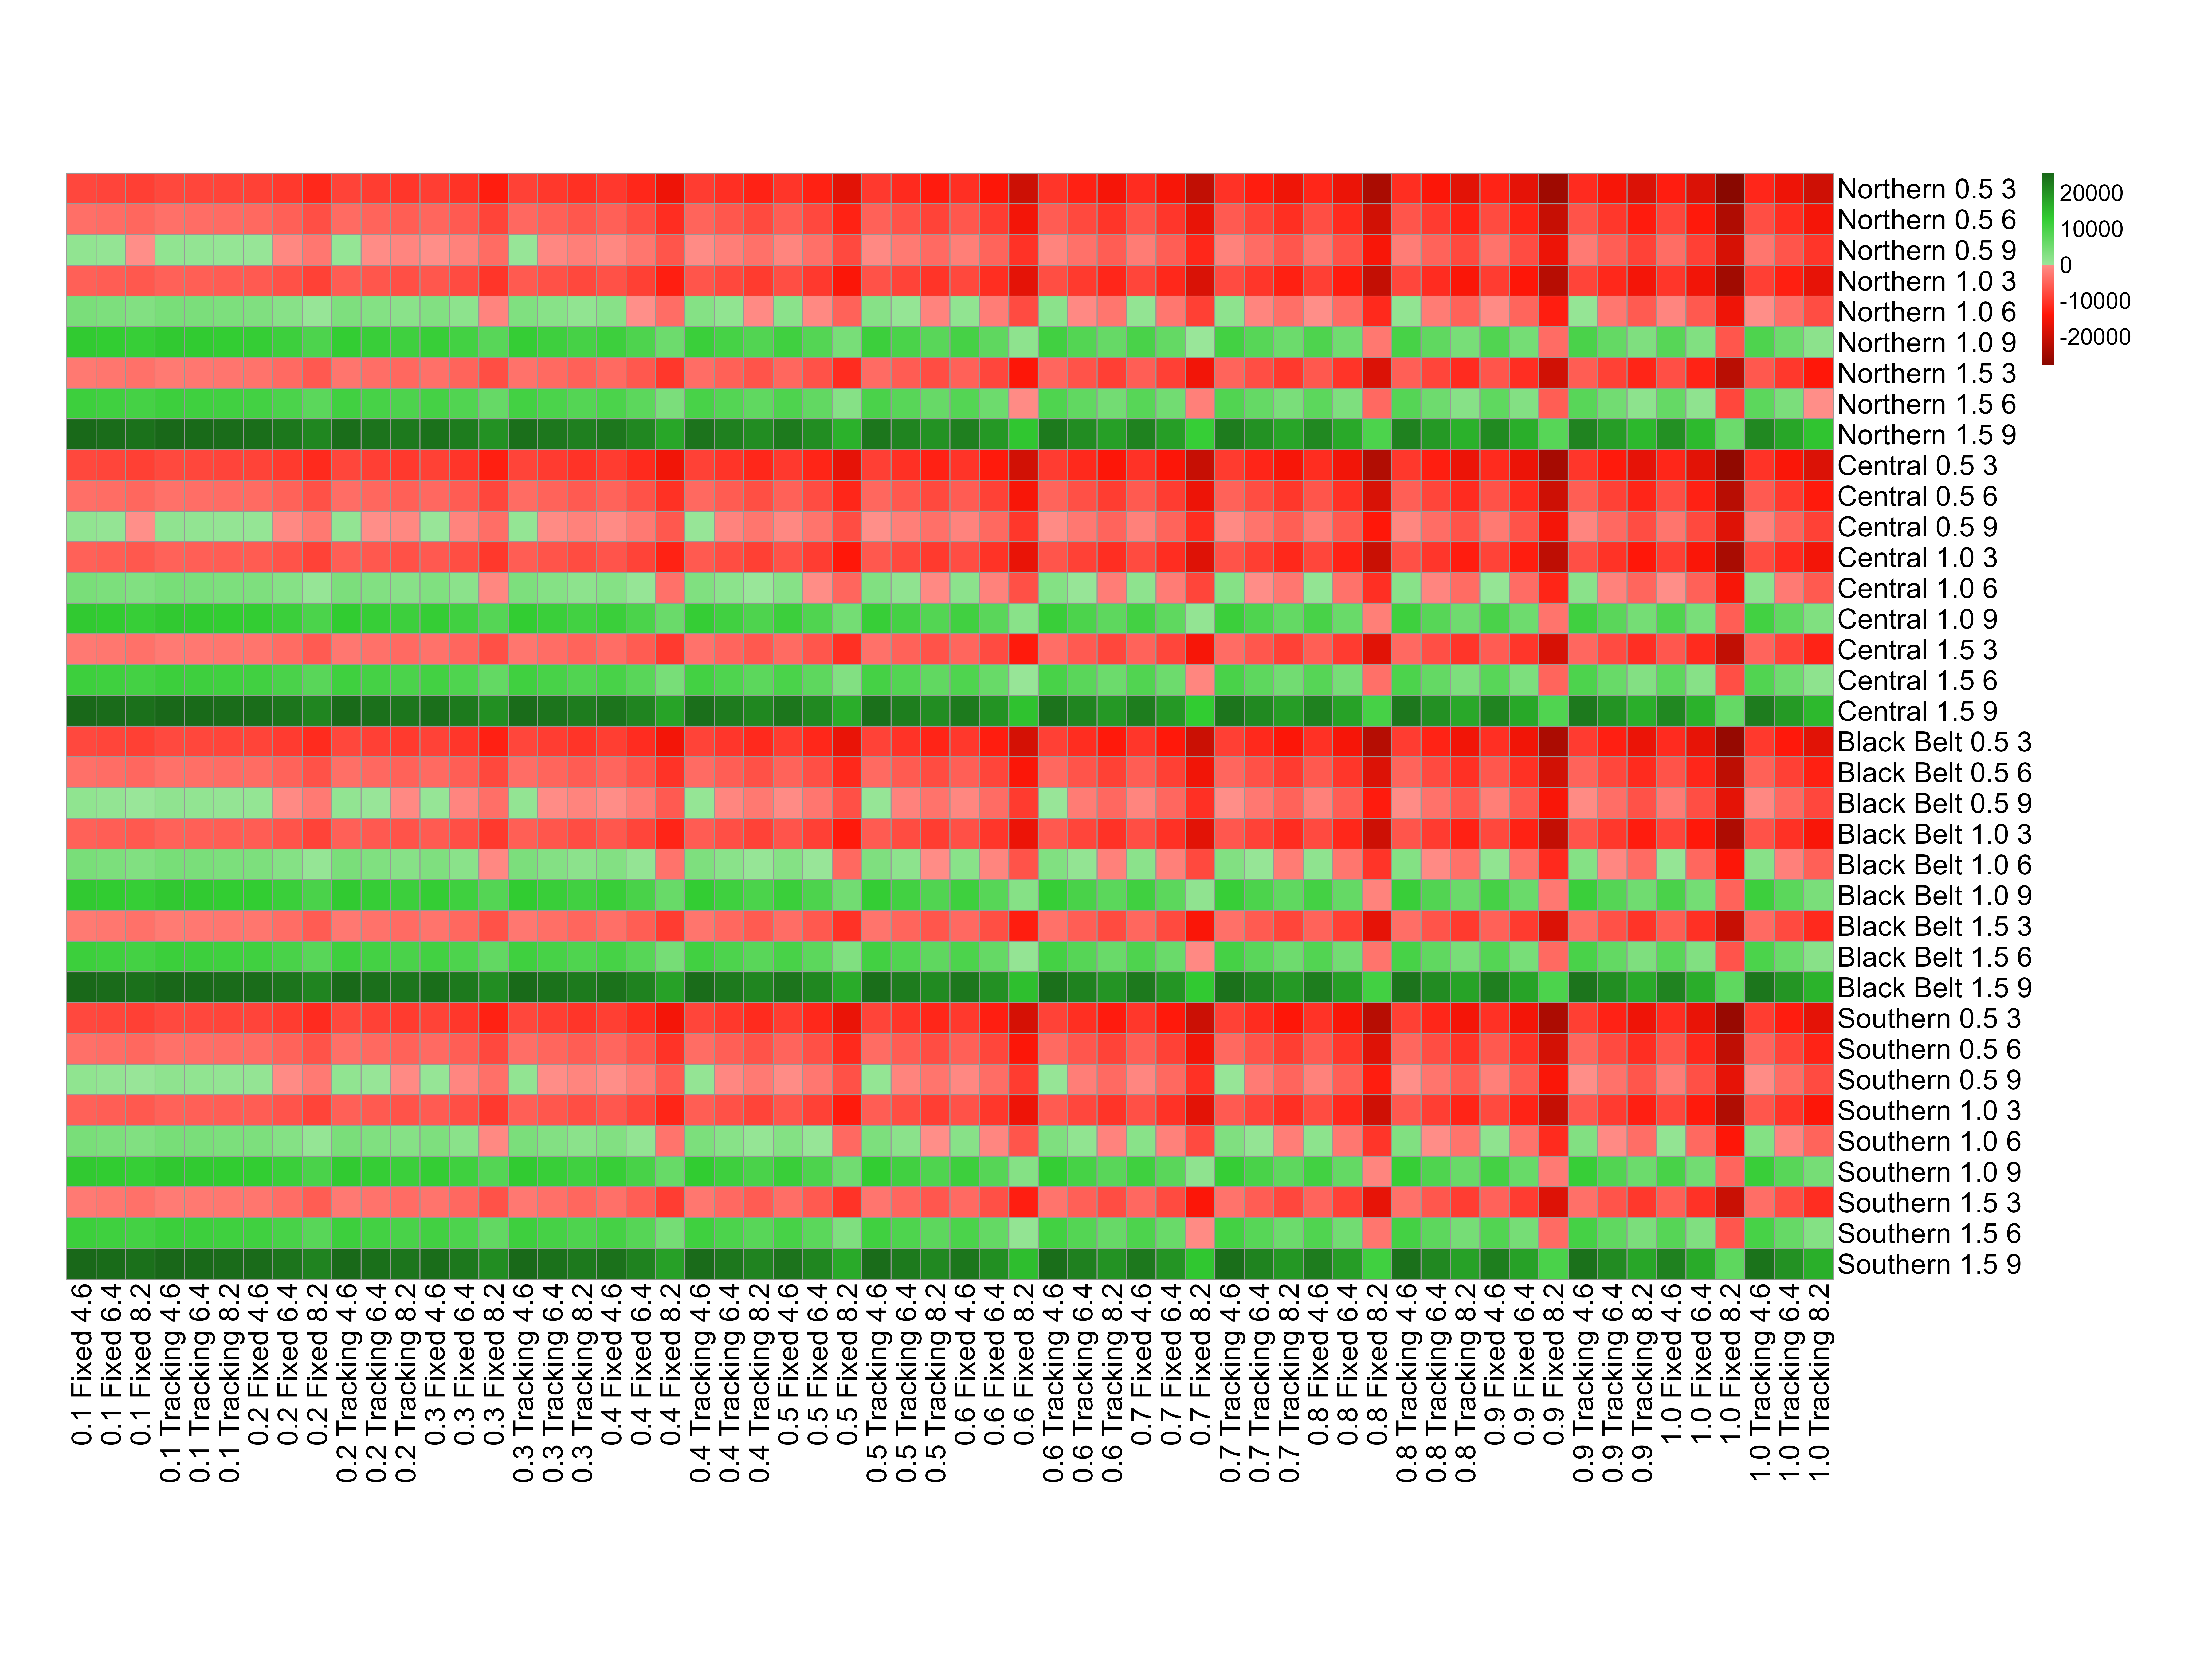 Northern 0.5 3
Northern 0.5 6
Northern 0.5 9
Northern 1.0 3
Northern 1.0 6
Northern 1.0 9
Northern 1.5 3
Northern 1.5 6
Northern 1.5 9
Central 0.5 3
Central 0.5 6
Central 0.5 9
Central 1.0 3
Central 1.0 6
Central 1.0 9
Central 1.5 3
Central 1.5 6
Central 1.5 9
Black Belt 0.5 3
Black Belt 0.5 6
Black Belt 0.5 9
Black Belt 1.0 3
Black Belt 1.0 6
Black Belt 1.0 9
Black Belt 1.5 3
Black Belt 1.5 6
Black Belt 1.5 9
Southern 0.5 3
Southern 0.5 6
Southern 0.5 9
Southern 1.0 3
Southern 1.0 6
Southern 1.0 9
Southern 1.5 3
Southern 1.5 6
Southern 1.5 9
20000
10000
0
-10000
-20000
0.1 Fixed 4.6
0.1 Fixed 6.4
0.1 Fixed 8.2
0.1 Tracking 4.6
0.1 Tracking 6.4
0.1 Tracking 8.2
0.2 Fixed 4.6
0.2 Fixed 6.4
0.2 Fixed 8.2
0.2 Tracking 4.6
0.2 Tracking 6.4
0.2 Tracking 8.2
0.3 Fixed 4.6
0.3 Fixed 6.4
0.3 Fixed 8.2
0.3 Tracking 4.6
0.3 Tracking 6.4
0.3 Tracking 8.2
0.4 Fixed 4.6
0.4 Fixed 6.4
0.4 Fixed 8.2
0.4 Tracking 4.6
0.4 Tracking 6.4
0.4 Tracking 8.2
0.5 Fixed 4.6
0.5 Fixed 6.4
0.5 Fixed 8.2
0.5 Tracking 4.6
0.5 Tracking 6.4
0.5 Tracking 8.2
0.6 Fixed 4.6
0.6 Fixed 6.4
0.6 Fixed 8.2
0.6 Tracking 4.6
0.6 Tracking 6.4
0.6 Tracking 8.2
0.7 Fixed 4.6
0.7 Fixed 6.4
0.7 Fixed 8.2
0.7 Tracking 4.6
0.7 Tracking 6.4
0.7 Tracking 8.2
0.8 Fixed 4.6
0.8 Fixed 6.4
0.8 Fixed 8.2
0.8 Tracking 4.6
0.8 Tracking 6.4
0.8 Tracking 8.2
0.9 Fixed 4.6
0.9 Fixed 6.4
0.9 Fixed 8.2
0.9 Tracking 4.6
0.9 Tracking 6.4
0.9 Tracking 8.2
1.0 Fixed 4.6
1.0 Fixed 6.4
1.0 Fixed 8.2
1.0 Tracking 4.6
1.0 Tracking 6.4
1.0 Tracking 8.2